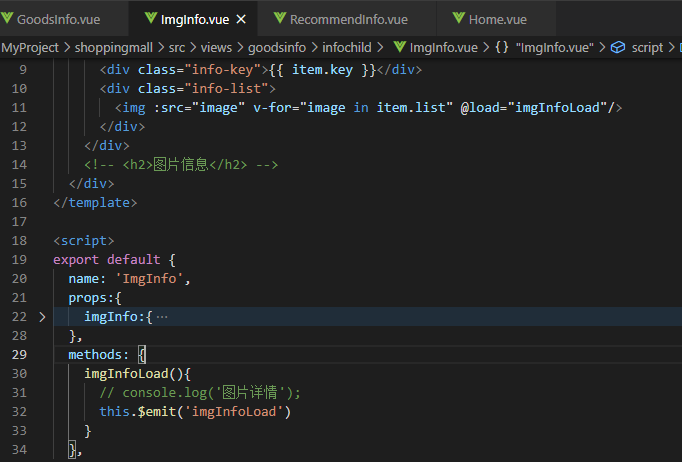 GoodsInfo.vue ImgInfo.vue × RecommendInfo.vue Home.vue
MyProject > shoppingmall > src > views > goodsinfo > infochild > ImgInfo.vue > {} "ImgInfo.vue" > script >
9 <div class="info-key">{{ item.key }}</div>
10 <div class="info-list">
11 <img :src="image" v-for="image in item.list" @load="imgInfoLoad"/>
12 </div>
13 </div>
14 <!-- <h2>图片信息</h2> -->
15 </div>
16 </template>
17
18 <script>
19 export default {
20 name: 'ImgInfo',
21 props:{
22 > imgInfo:{ ···
28 },
29 methods: {
30 imgInfoLoad(){
31 // console.log('图片详情');
32 this.$emit('imgInfoLoad')
33 }
34 },